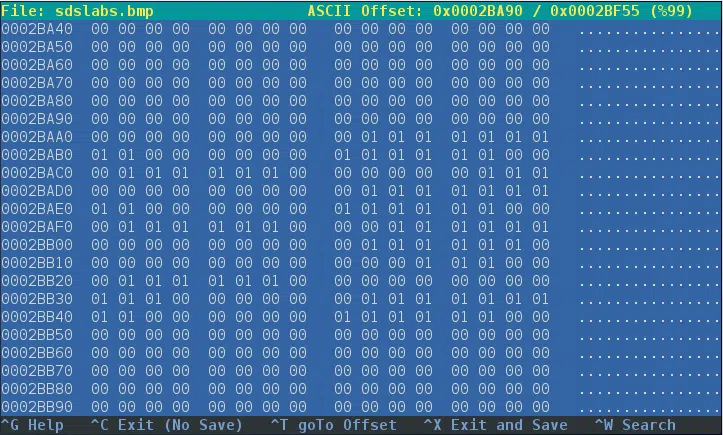 File: sdslabs.bmp ASCII Offset: 0x0002BA90 / 0x0002BF55 (%99)
0002BA40 00 00 00 00 00 00 00 00 00 00 00 00 00 00 00 00 ................
0002BA50 00 00 00 00 00 00 00 00 00 00 00 00 00 00 00 00 ................
0002BA60 00 00 00 00 00 00 00 00 00 00 00 00 00 00 00 00 ................
0002BA70 00 00 00 00 00 00 00 00 00 00 00 00 00 00 00 00 ................
0002BA80 00 00 00 00 00 00 00 00 00 00 00 00 00 00 00 00 ................
0002BA90 00 00 00 00 00 00 00 00 00 00 00 00 00 00 00 00 ................
0002BAA0 00 00 00 00 00 00 00 00 00 01 01 01 01 01 01 01 ................
0002BAB0 01 01 00 00 00 00 00 00 01 01 01 01 01 01 00 00 ................
0002BAC0 00 01 01 01 01 01 01 00 00 00 00 00 00 01 01 01 ................
0002BAD0 00 00 00 00 00 00 00 00 00 01 01 01 01 01 01 01 ................
0002BAE0 01 01 00 00 00 00 00 00 01 01 01 01 01 01 00 00 ................
0002BAF0 00 01 01 01 01 01 01 00 00 00 01 01 01 01 01 01 ................
0002BB00 00 00 00 00 00 00 00 00 00 01 01 01 01 01 00 00 ................
0002BB10 00 00 00 00 00 00 00 00 00 00 00 01 01 00 00 00 ................
0002BB20 00 01 01 01 01 01 01 00 00 00 00 00 00 00 00 00 ................
0002BB30 01 01 01 00 00 00 00 00 00 01 01 01 01 01 01 01 ................
0002BB40 01 01 00 00 00 00 00 00 01 01 01 01 01 00 00 00 ................
0002BB50 00 00 00 00 00 00 00 00 00 00 00 00 00 00 00 00 ................
0002BB60 00 00 00 00 00 00 00 00 00 00 00 00 00 00 00 00 ................
0002BB70 00 00 00 00 00 00 00 00 00 00 00 00 00 00 00 00 ................
0002BB80 00 00 00 00 00 00 00 00 00 00 00 00 00 00 00 00 ................
0002BB90 00 00 00 00 00 00 00 00 00 00 00 00 00 00 00 00 ................
^G Help ^C Exit (No Save) ^T goTo Offset ^X Exit and Save ^W Search